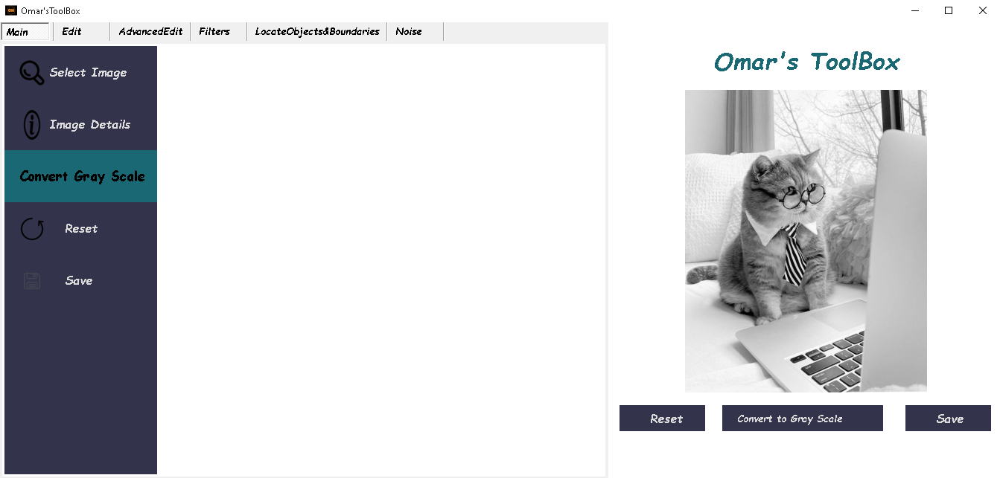 Omar'sToolBox
Main Edit AdvancedEdit Filters LocateObjects&Boundaries Noise
Select Image
Image Details
Convert Gray Scale
Reset
Save
Omar's ToolBox
Reset Convert to Gray Scale Save